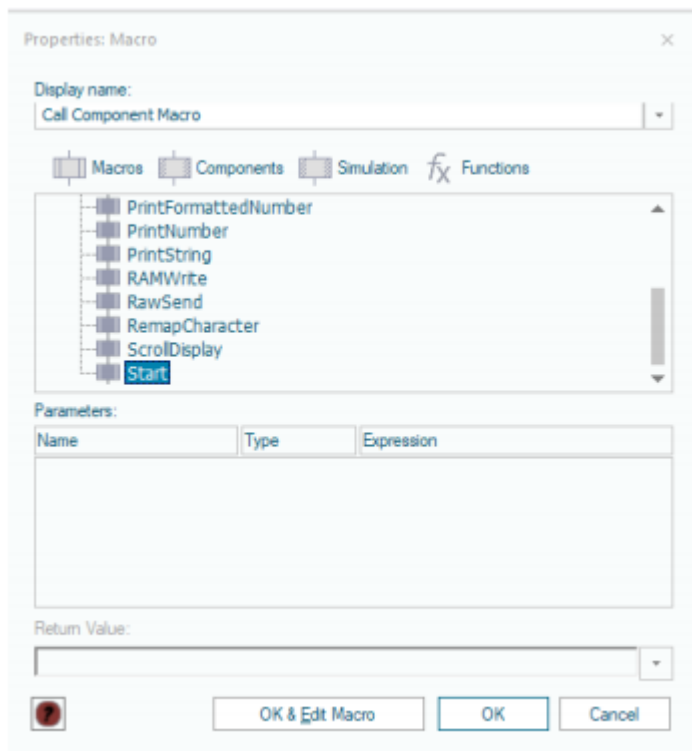 Properties: Macro
Display name:
Call Component Macro
Macros Components Simulation fx Functions
PrintFormattedNumber
PrintNumber
PrintString
RAMWrite
RawSend
RemapCharacter
ScrollDisplay
Start
Parameters:
Name Type Expression
Return Value:
? OK & Edit Macro OK Cancel